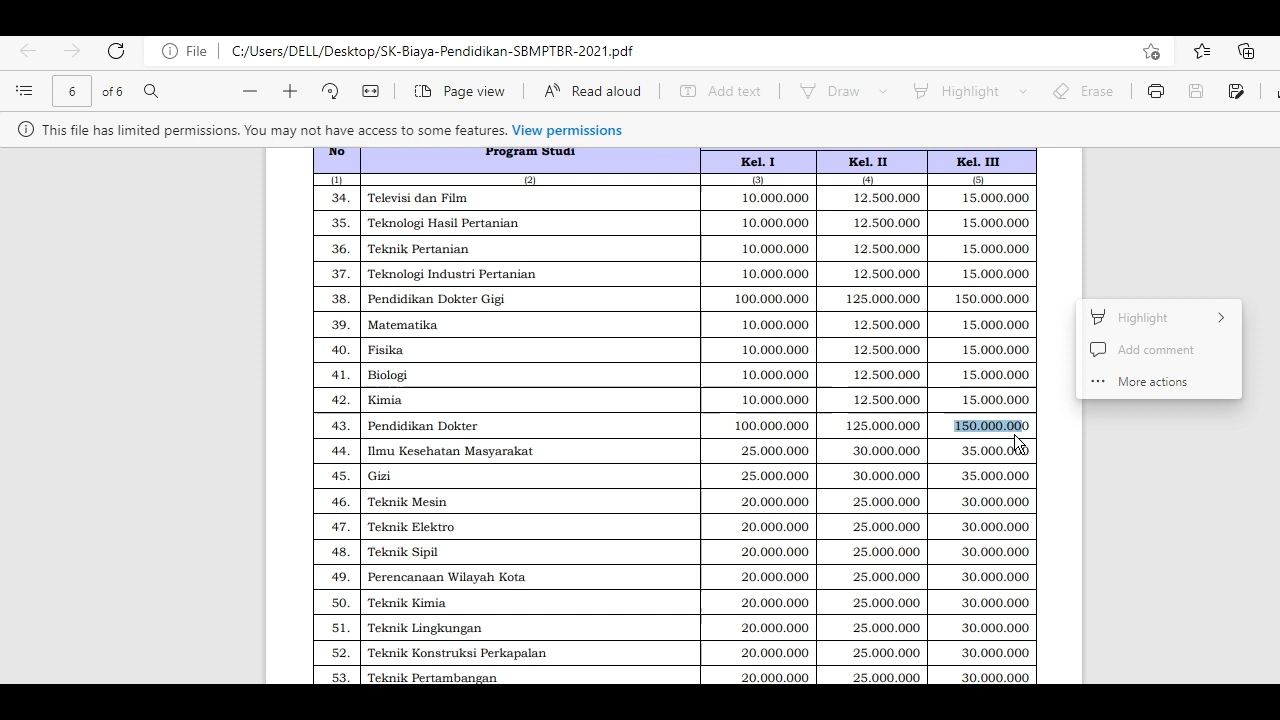 File C:/Users/DELL/Desktop/SK-Biaya-Pendidikan-SBMPTBR-2021.pdf
6 of 6 Page view Read aloud Add text Draw Highlight Erase
This file has limited permissions. You may not have access to some features. View permissions
No Program Studi
Kel. I Kel. II Kel. III
(1) (2) (3) (4) (5)
34. Televisi dan Film 10.000.000 12.500.000 15.000.000
35. Teknologi Hasil Pertanian 10.000.000 12.500.000 15.000.000
36. Teknik Pertanian 10.000.000 12.500.000 15.000.000
37. Teknologi Industri Pertanian 10.000.000 12.500.000 15.000.000
38. Pendidikan Dokter Gigi 100.000.000 125.000.000 150.000.000
39. Matematika 10.000.000 12.500.000 15.000.000
40. Fisika 10.000.000 12.500.000 15.000.000
41. Biologi 10.000.000 12.500.000 15.000.000
42. Kimia 10.000.000 12.500.000 15.000.000
43. Pendidikan Dokter 100.000.000 125.000.000 150.000.000
44. Ilmu Kesehatan Masyarakat 25.000.000 30.000.000 35.000.000
45. Gizi 25.000.000 30.000.000 35.000.000
46. Teknik Mesin 20.000.000 25.000.000 30.000.000
47. Teknik Elektro 20.000.000 25.000.000 30.000.000
48. Teknik Sipil 20.000.000 25.000.000 30.000.000
49. Perencanaan Wilayah Kota 20.000.000 25.000.000 30.000.000
50. Teknik Kimia 20.000.000 25.000.000 30.000.000
51. Teknik Lingkungan 20.000.000 25.000.000 30.000.000
52. Teknik Konstruksi Perkapalan 20.000.000 25.000.000 30.000.000
53. Teknik Pertambangan 20.000.000 25.000.000 30.000.000
Highlight
Add comment
More actions